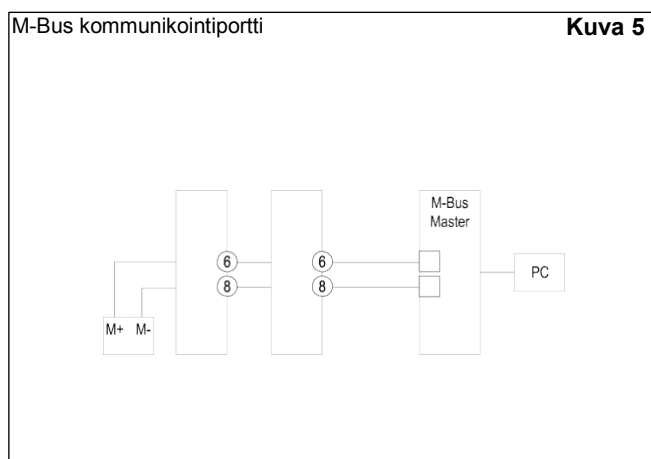 M-Bus kommunikointiportti
Kuva 5
M-Bus
Master
6
6
8
8
PC
M+ M-